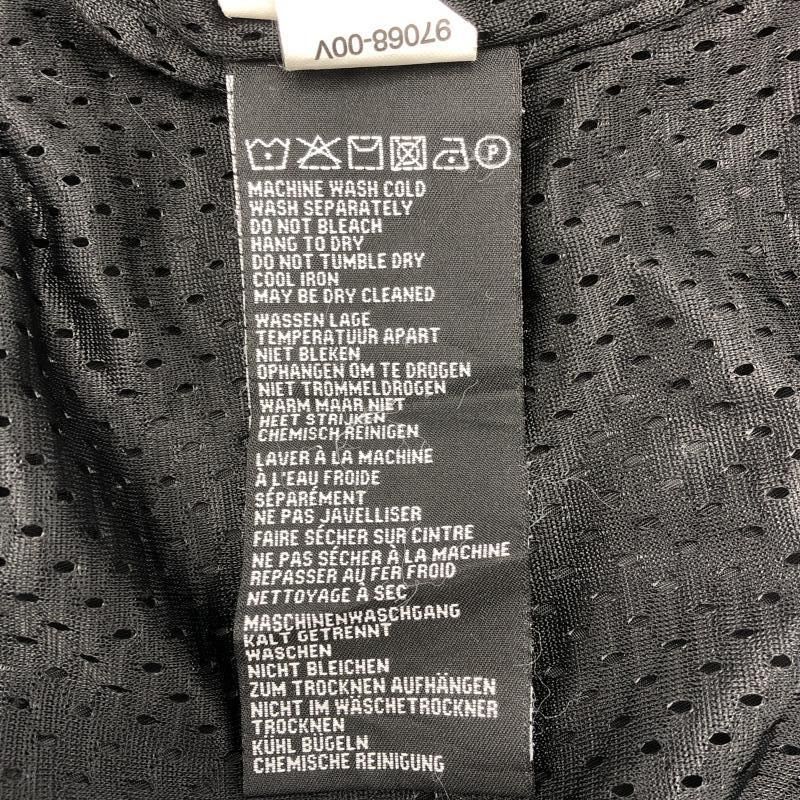 97068-00V
P
MACHINE WASH COLD
WASH SEPARATELY
DO NOT BLEACH
HANG TO DRY
DO NOT TUMBLE DRY
COOL IRON
MAY BE DRY CLEANED
WASSEN LAGE
TEMPERATUUR APART
NIET BLEKEN
OPHANGEN OM TE DROGEN
NIET TROMMELDROGEN
WARM MAAR NIET
HEET STRIJKEN
CHEMISCH REINIGEN
LAVER À LA MACHINE
À L'EAU FROIDE
SÉPARÉMENT
NE PAS JAVELLISER
FAIRE SÉCHER SUR CINTRE
NE PAS SÉCHER À LA MACHINE
REPASSER AU FER FROID
NETTOYAGE À SEC
MASCHINENWASCHGANG
KALT GETRENNT
WASCHEN
NICHT BLEICHEN
ZUM TROCKNEN AUFHÄNGEN
NICHT IM WÄSCHETROCKNER
TROCKNEN
KÜHL BÜGELN
CHEMISCHE REINIGUNG